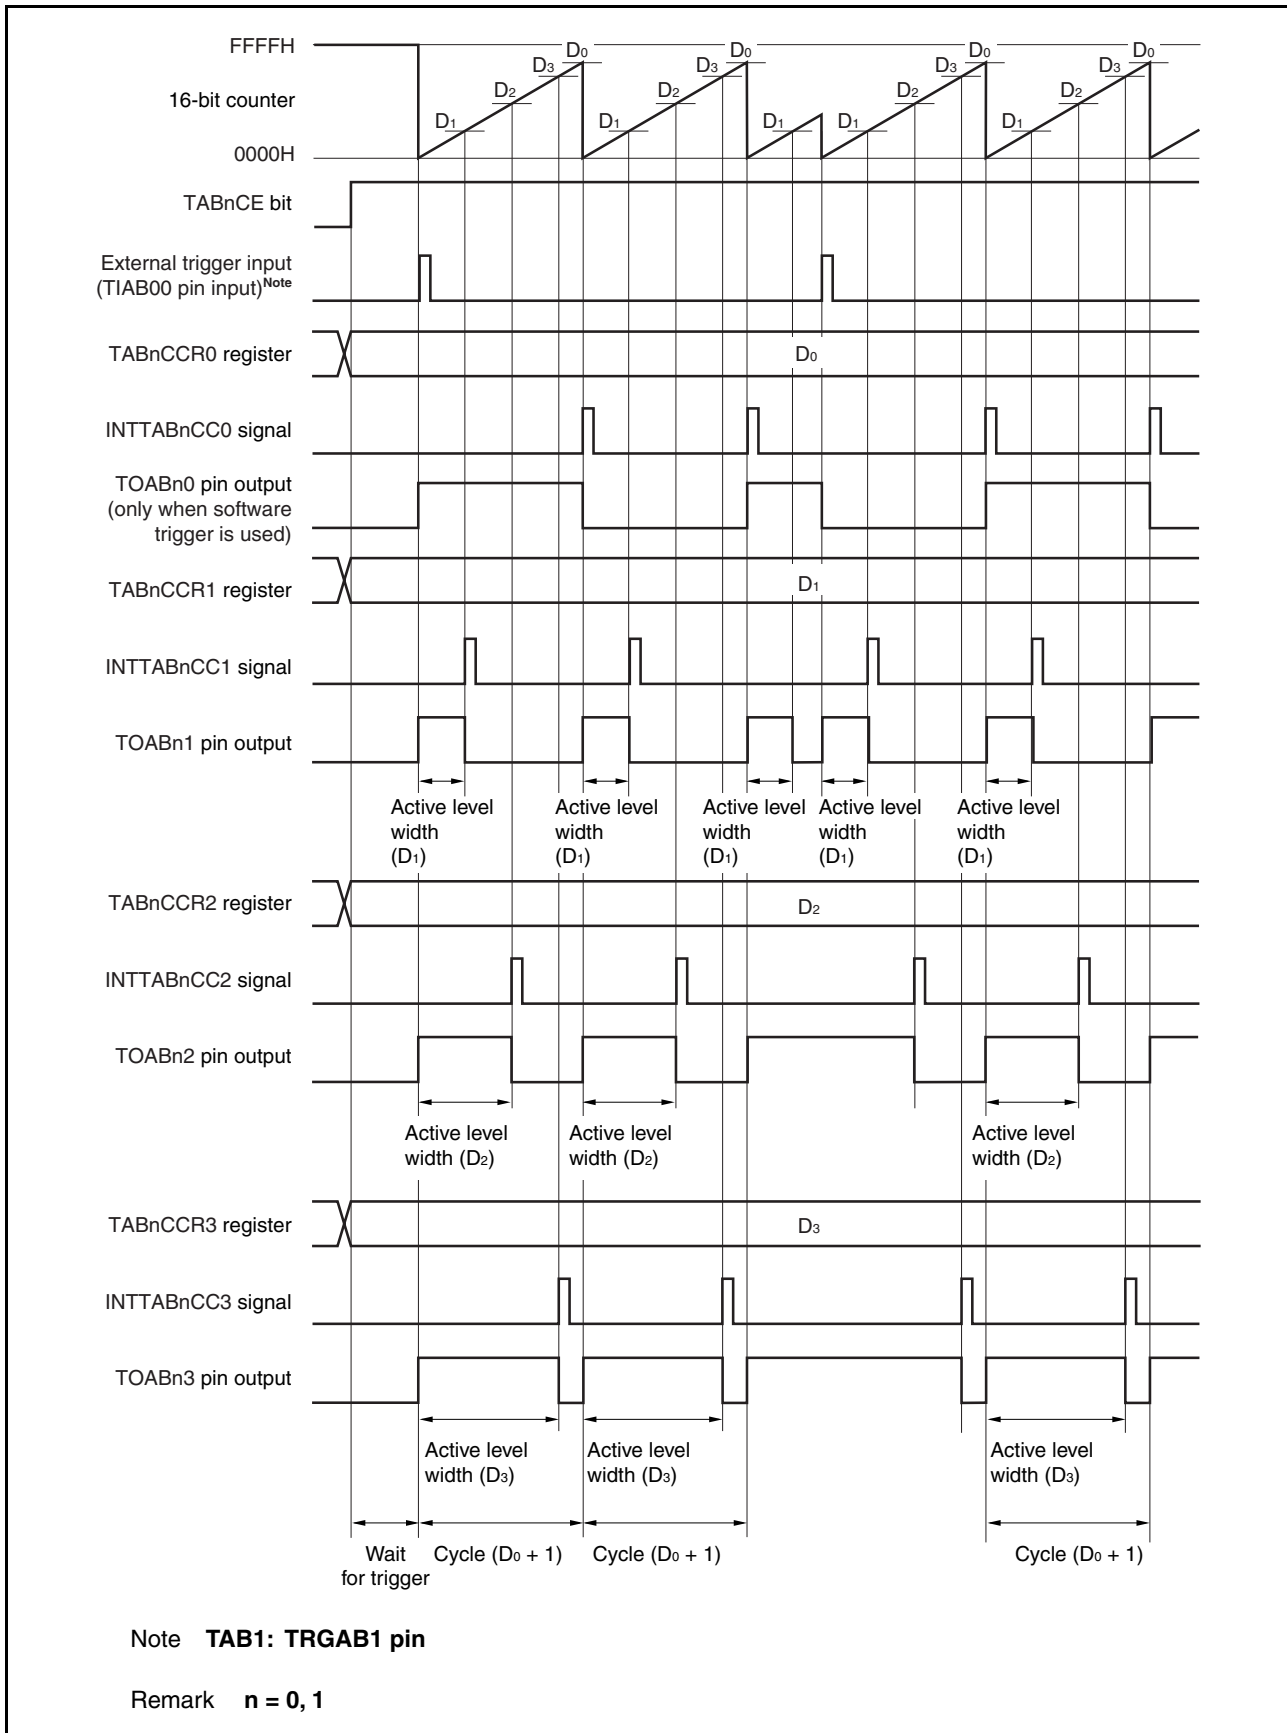 FFFFH
D0 D0 D0 D0
D3 D3 D3 D3
16-bit counter
D2 D2 D2 D2
D1 D1 D1 D1 D1
0000H
TABnCE bit
External trigger input
(TIAB00 pin input)Note
TABnCCR0 register
D0
INTTABnCC0 signal
TOABn0 pin output
(only when software
trigger is used)
TABnCCR1 register
D1
INTTABnCC1 signal
TOABn1 pin output
Active level
width
(D1)
Active level
width
(D1)
Active level
width
(D1)
Active level
width
(D1)
Active level
width
(D1)
TABnCCR2 register
D2
INTTABnCC2 signal
TOABn2 pin output
Active level
width (D2)
Active level
width (D2)
Active level
width (D2)
TABnCCR3 register
D3
INTTABnCC3 signal
TOABn3 pin output
Active level
width (D3)
Active level
width (D3)
Active level
width (D3)
Wait
for trigger
Cycle (D0 + 1)
Cycle (D0 + 1)
Cycle (D0 + 1)
Note TAB1: TRGAB1 pin
Remark n = 0, 1